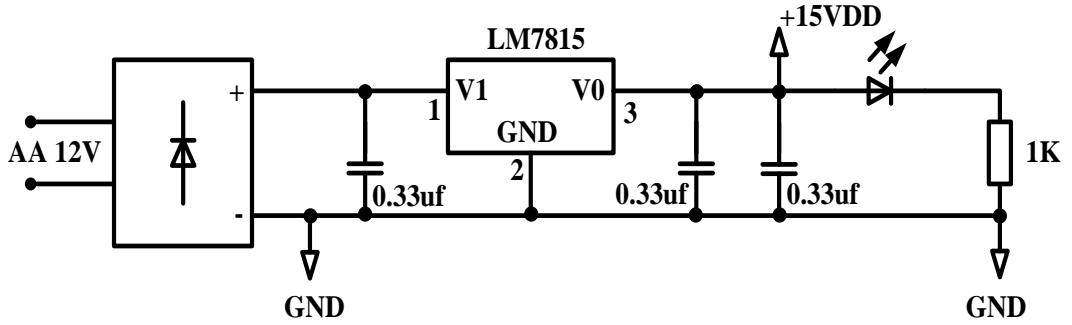 +15VDD
LM7815
+
V1
V0
1
3
GND
AA 12V
2
1K
-
0.33uf
0.33uf
0.33uf
GND
GND